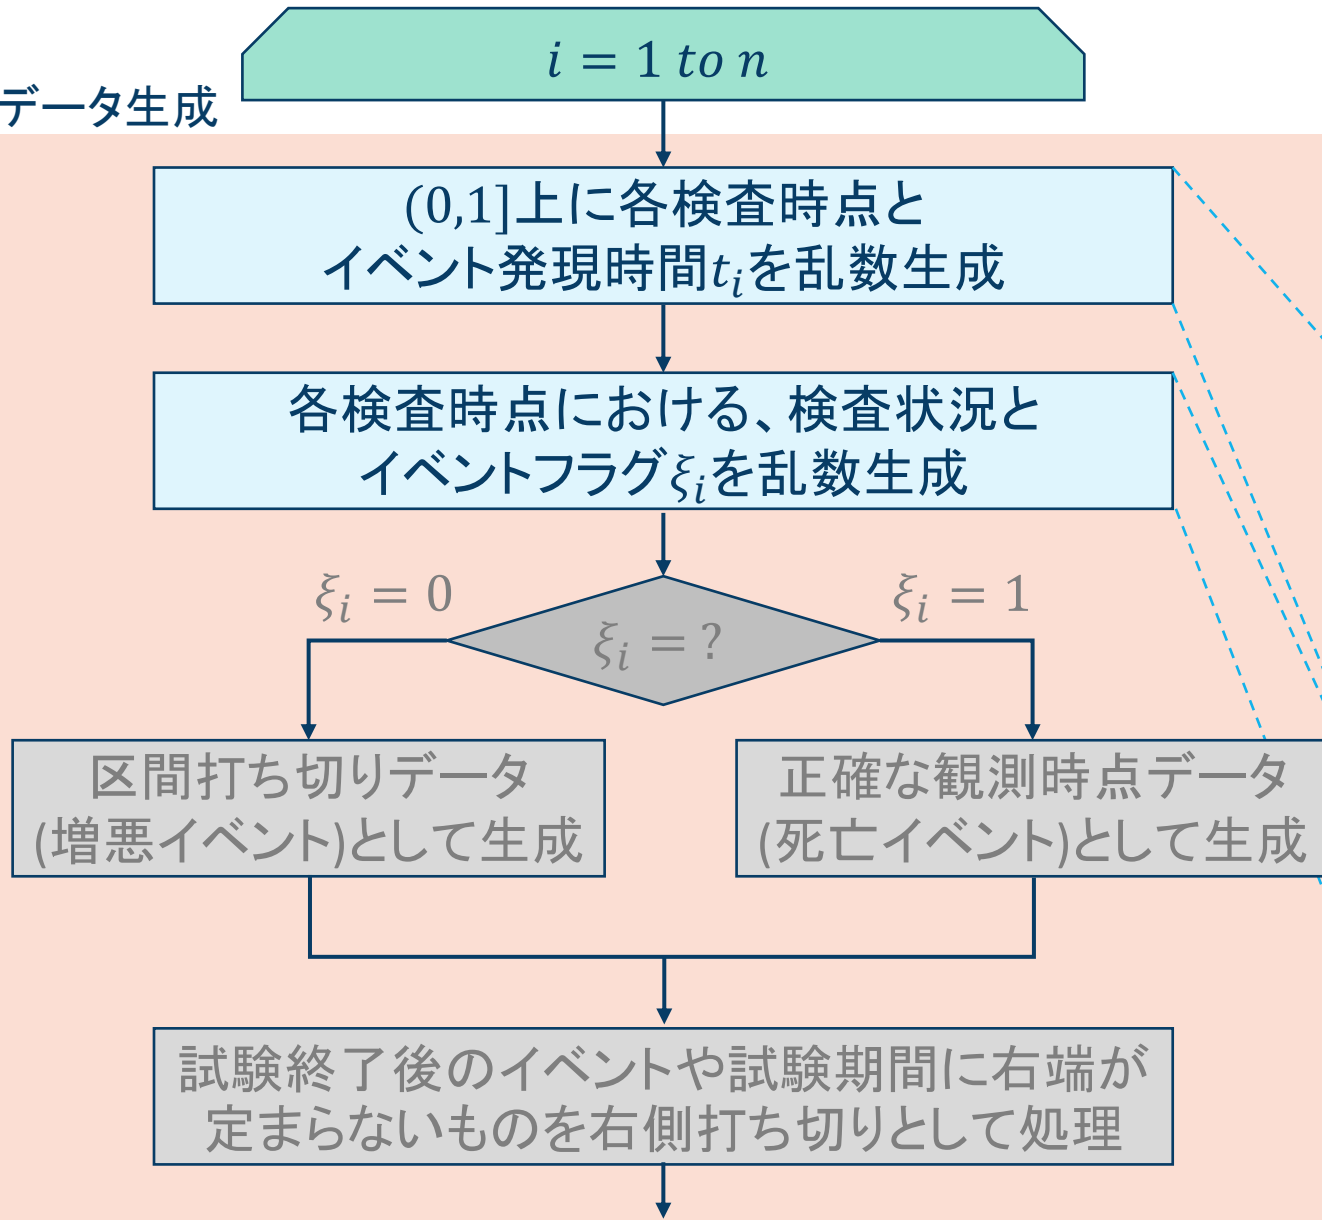 i = 1 to n
データ生成
(0,1]上に各検査時点と
イベント発現時間t_iを乱数生成
各検査時点における、検査状況と
イベントフラグξ_iを乱数生成
ξ_i = 0
ξ_i = 1
ξ_i = ?
区間打ち切りデータ
(増悪イベント)として生成
正確な観測時点データ
(死亡イベント)として生成
試験終了後のイベントや試験期間に右端が
定まらないものを右側打ち切りとして処理